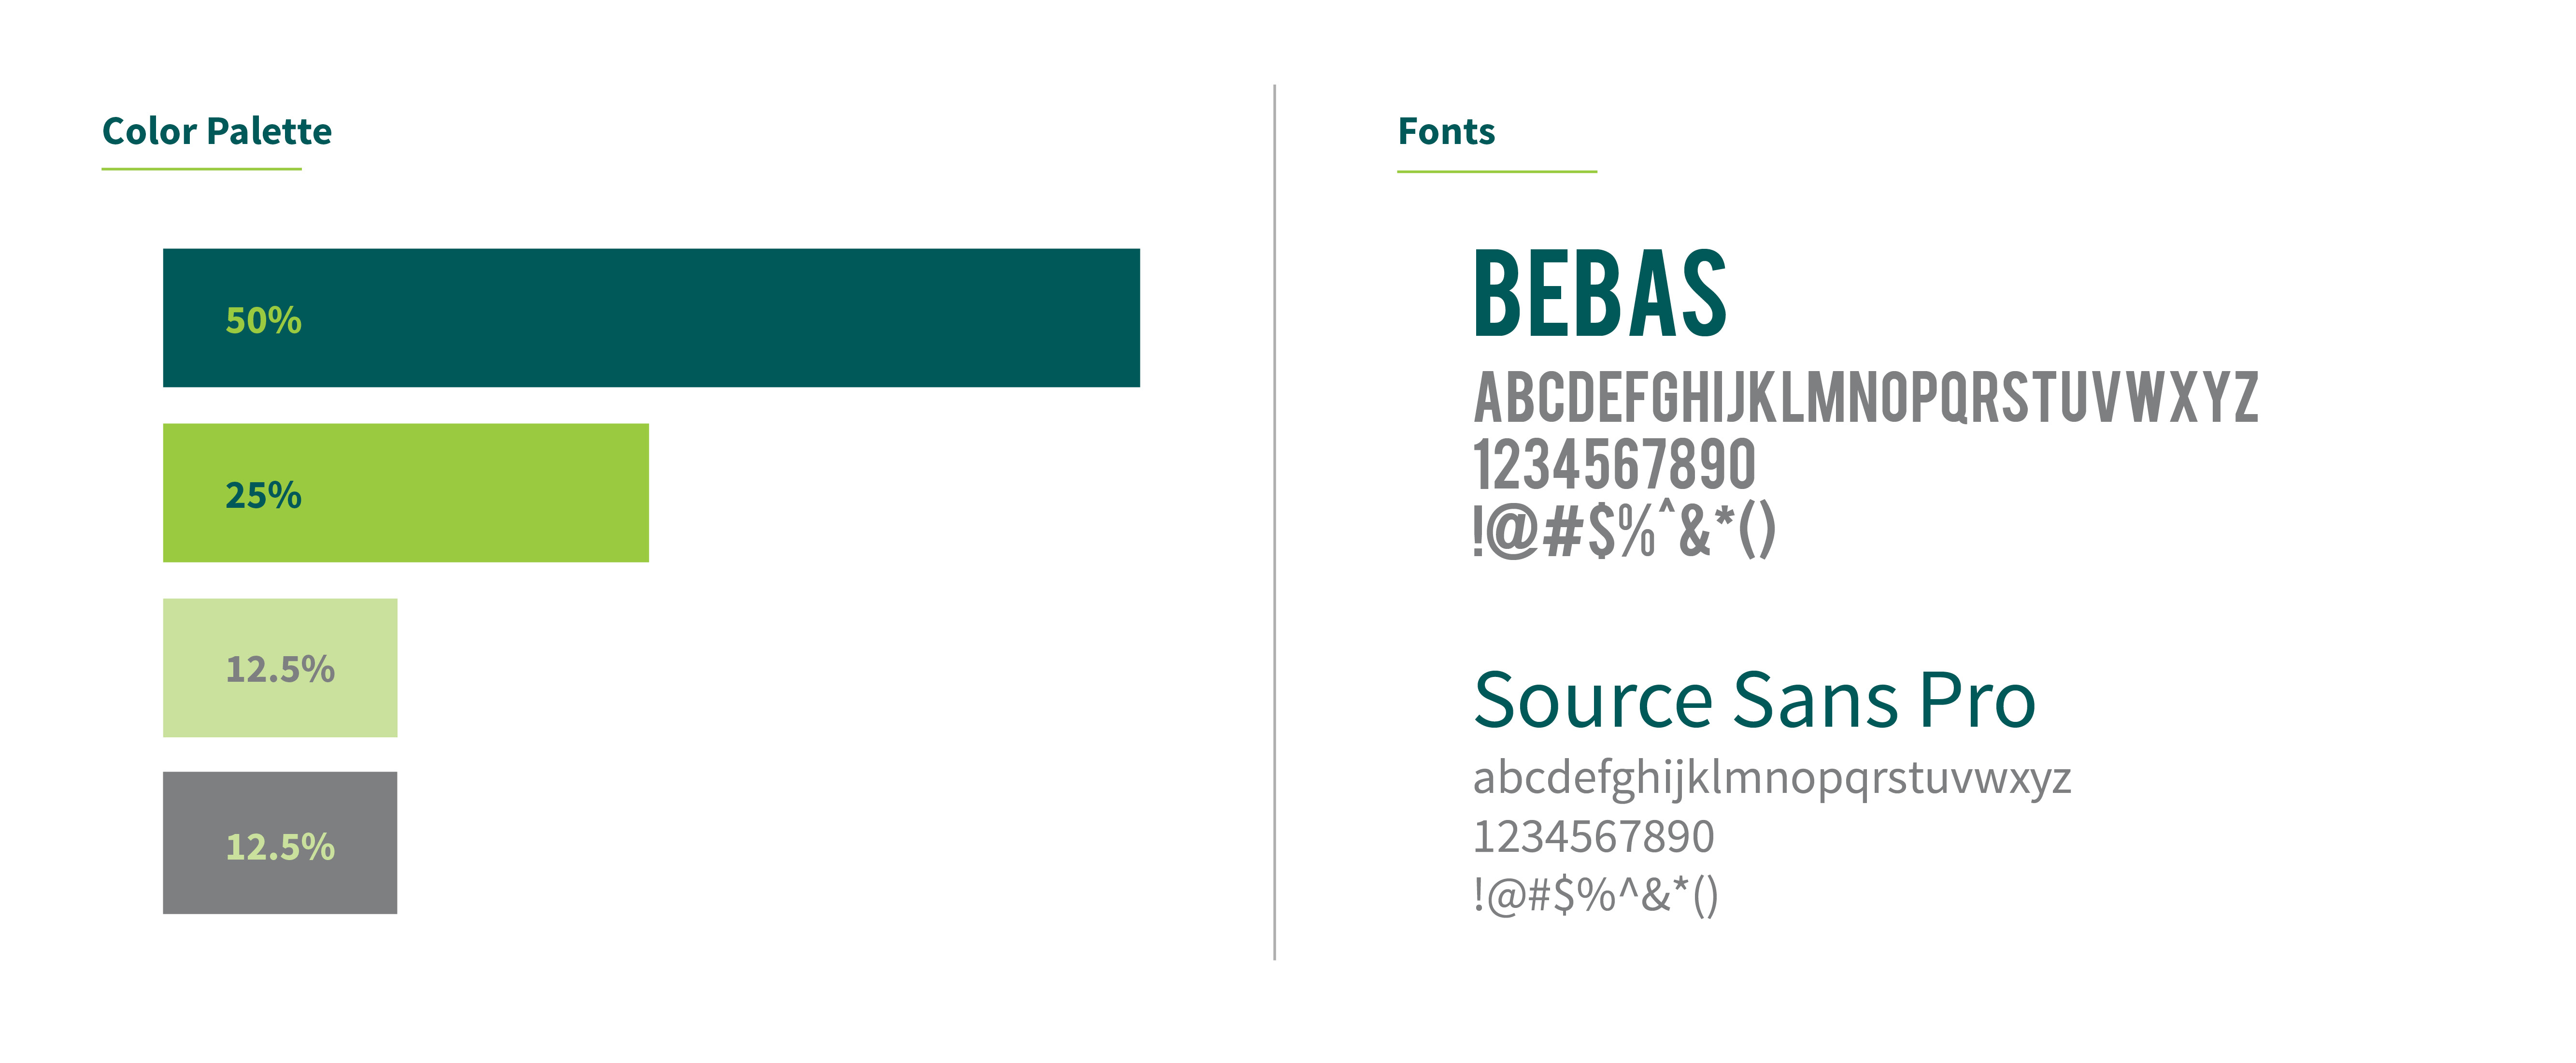 Color Palette
50%
25%
12.5%
12.5%
Fonts
BEBAS
ABCDEFGHIJKLMNOPQRSTUVWXYZ
1234567890
!@#$%^&*()
Source Sans Pro
abcdefghijklmnopqrstuvwxyz
1234567890
!@#$%^&*()